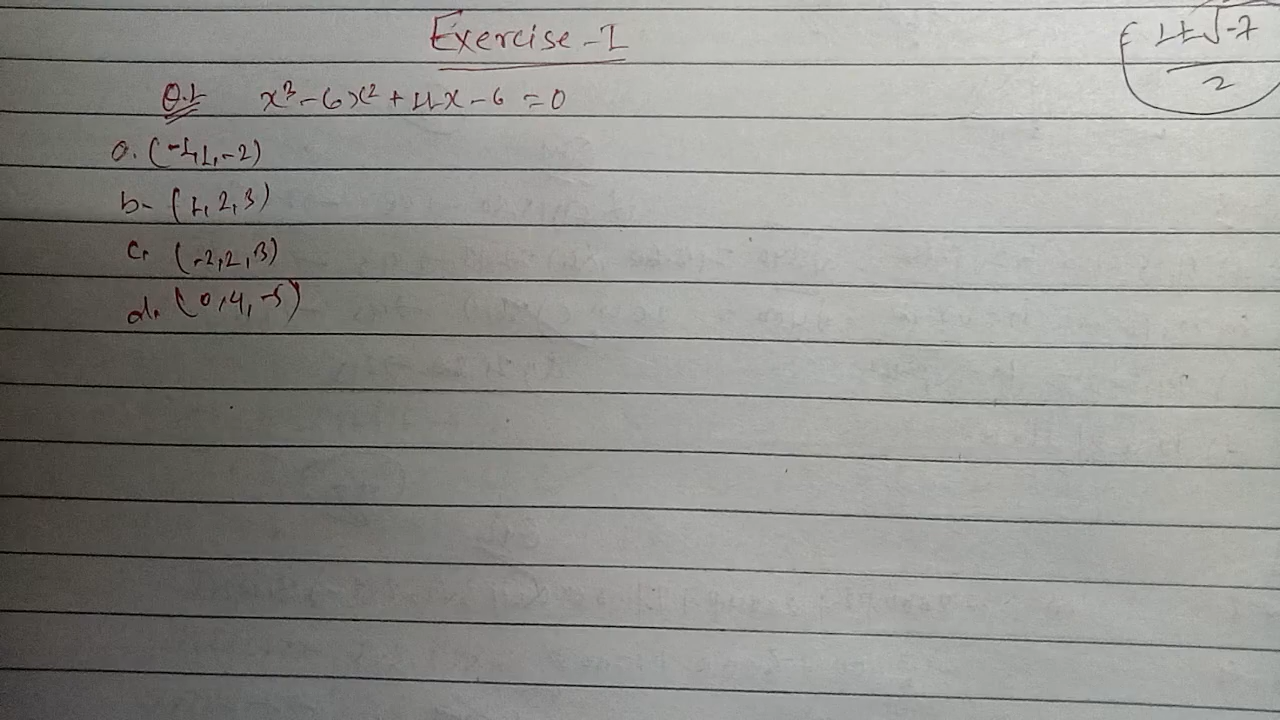 Exercise - 1
Q.1 x³ - 6x² + 11x - 6 = 0
a. (-1, 1, -2)
b- (1, 2, 3)
c. (-2, 2, 3)
d. (0, 4, -5)
1±√-7
2